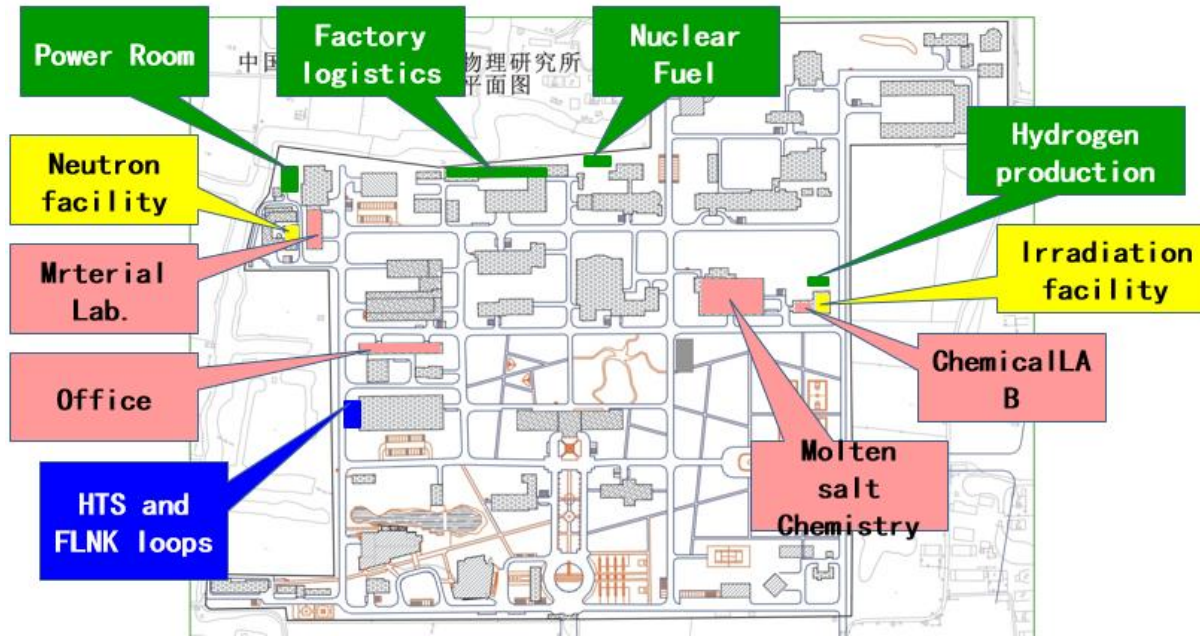 Power Room
Factory
logistics
Nuclear
Fuel
中国
物理研究所
平面图
Hydrogen
production
Neutron
facility
Irradiation
facility
Mrterial
Lab.
ChemicalLA
B
Office
Molten
salt
Chemistry
HTS and
FLNK loops